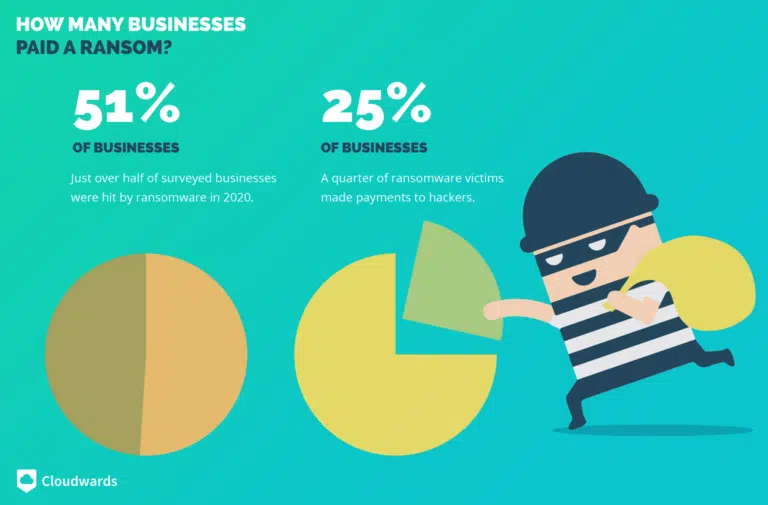 HOW MANY BUSINESSES
PAID A RANSOM?
51%
OF BUSINESSES
Just over half of surveyed businesses
were hit by ransomware in 2020.
25%
OF BUSINESSES
A quarter of ransomware victims
made payments to hackers.
Cloudwards